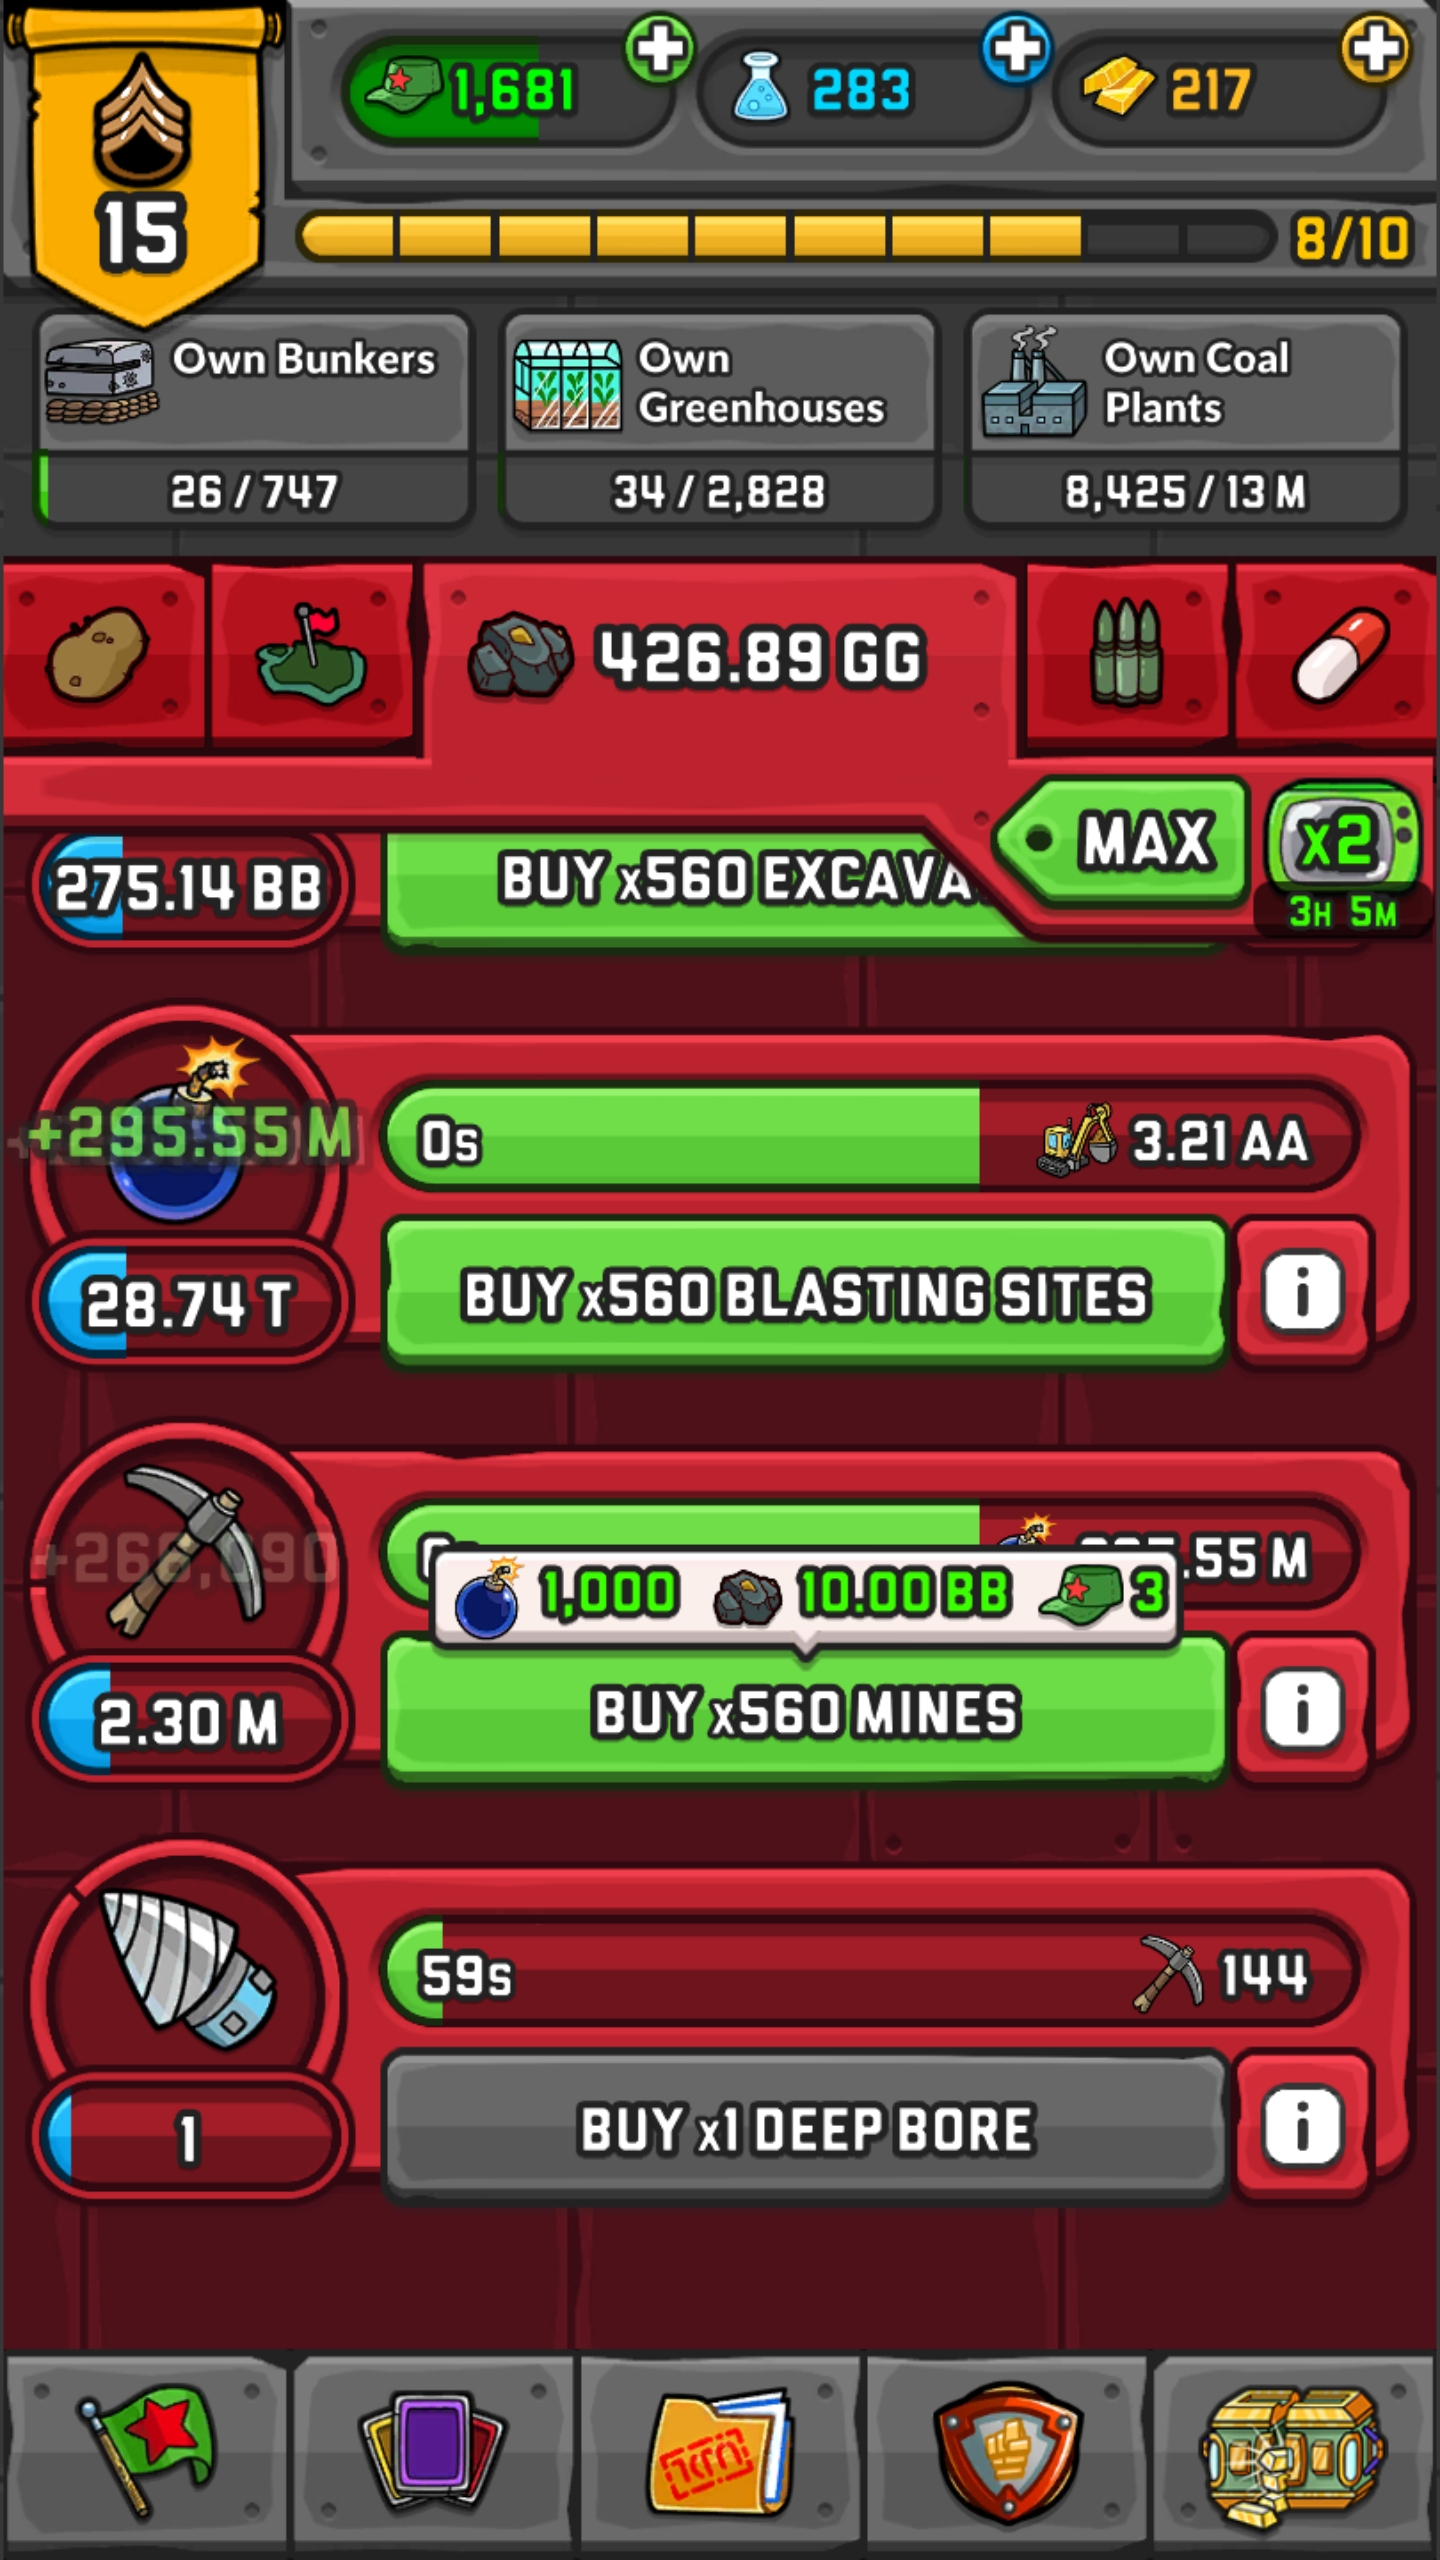 1,681
283
217
15
8/10
Own Bunkers
26 / 747
Own
Greenhouses
34 / 2,828
Own Coal
Plants
8,425 / 13 M
426.89 GG
MAX
x2
3H 5M
275.14 BB
BUY x560 EXCAVA
+295.55 M
0s
3.21 AA
28.74 T
BUY x560 BLASTING SITES
i
.55 M
1,000
10.00 BB
3
2.30 M
BUY x560 MINES
i
59s
144
1
BUY x1 DEEP BORE
i